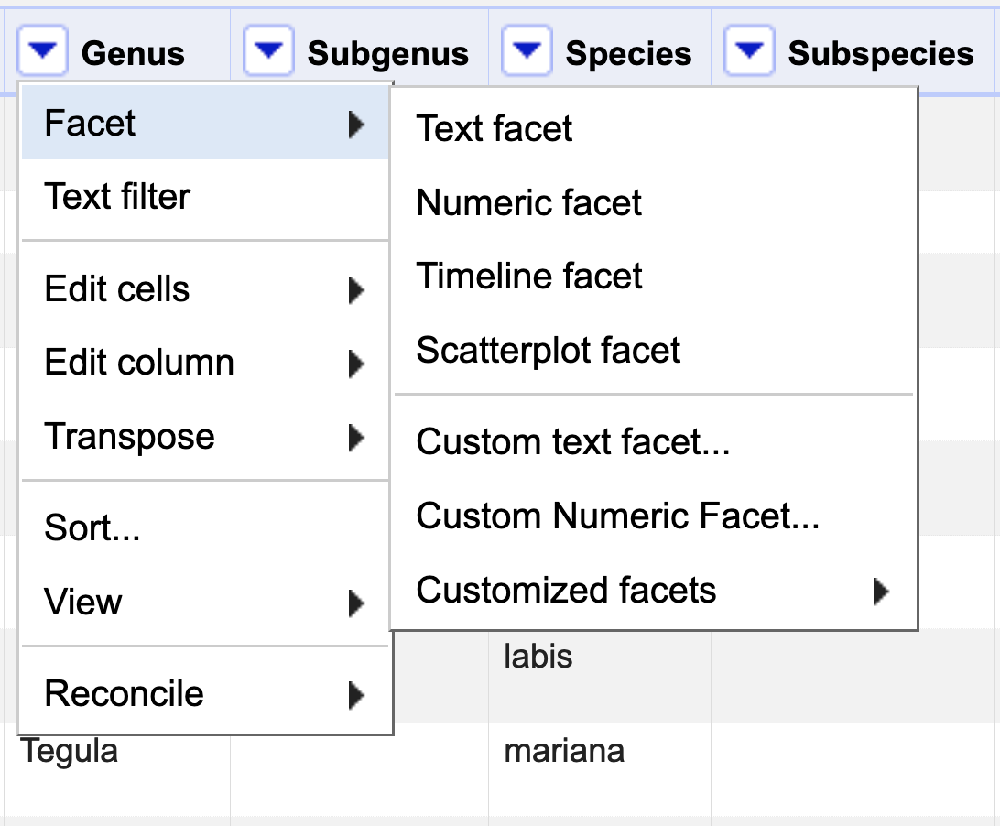 Genus Subgenus Species Subspecies
Facet
Text filter
Edit cells
Edit column
Transpose
Sort...
View
Reconcile
Text facet
Numeric facet
Timeline facet
Scatterplot facet
Custom text facet...
Custom Numeric Facet...
Customized facets
labis
Tegula mariana